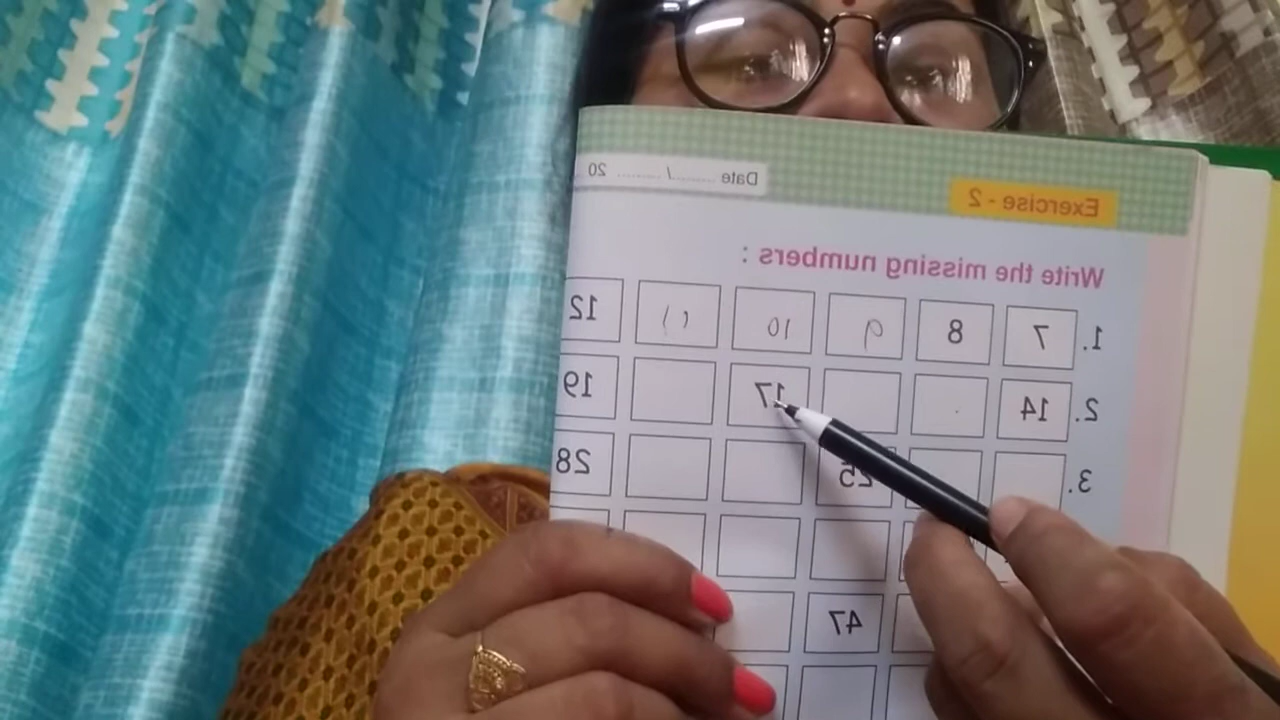 Exercise - 2
Date ......../........ 20
Write the missing numbers :
1. 7 8 9 10 11 12
2. 14 17 19
3. 25 28
47